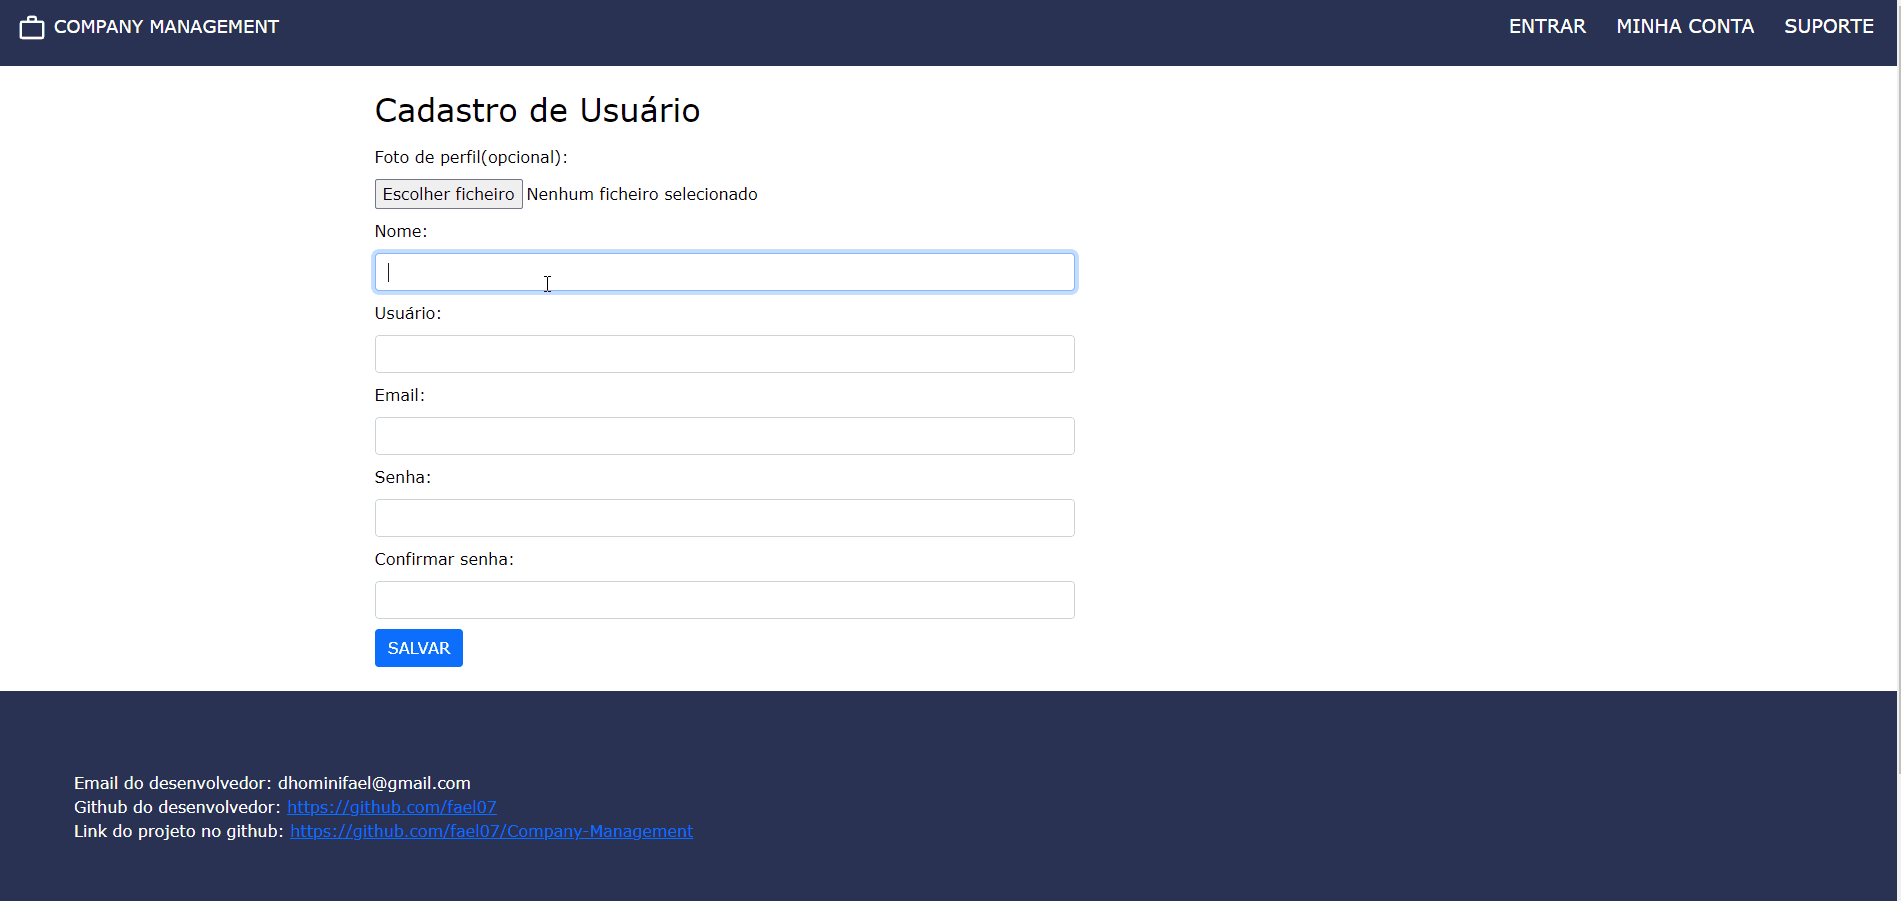 COMPANY MANAGEMENT
ENTRAR MINHA CONTA SUPORTE
Cadastro de Usuário
Foto de perfil(opcional):
Escolher ficheiro Nenhum ficheiro selecionado
Nome:
Usuário:
Email:
Senha:
Confirmar senha:
SALVAR
Email do desenvolvedor: dhominifael@gmail.com
Github do desenvolvedor: https://github.com/fael07
Link do projeto no github: https://github.com/fael07/Company-Management